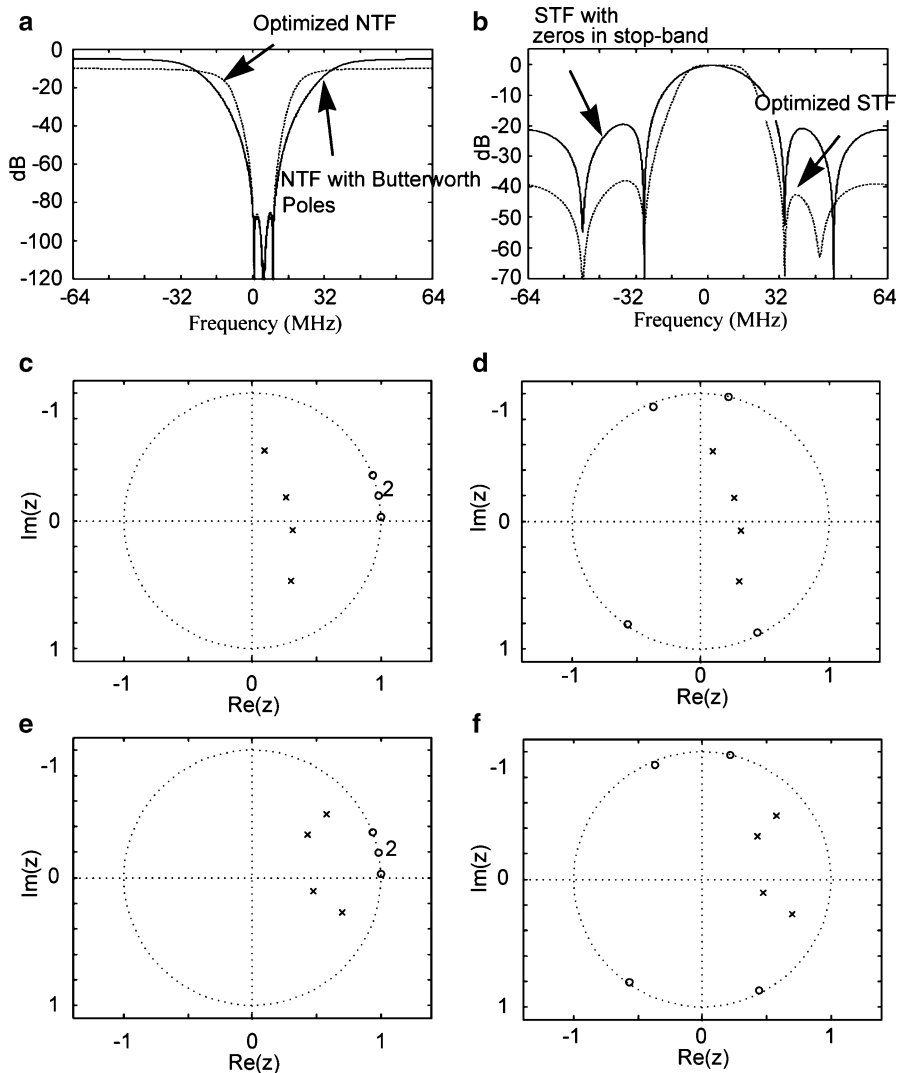 a
Optimized NTF
0
-20
-40
-60
-80
-100
-120
dB
NTF with Butterworth
Poles
-64
-32
0
32
64
Frequency (MHz)
b
STF with
zeros in stop-band
0
-10
-20
-30
-40
-50
-60
-70
dB
Optimized STF
-64
-32
0
32
64
Frequency (MHz)
c
-1
0
1
Im(z)
2
-1
0
1
Re(z)
d
-1
0
1
Im(z)
-1
0
1
Re(z)
e
-1
0
1
Im(z)
2
-1
0
1
Re(z)
f
-1
0
1
Im(z)
-1
0
1
Re(z)